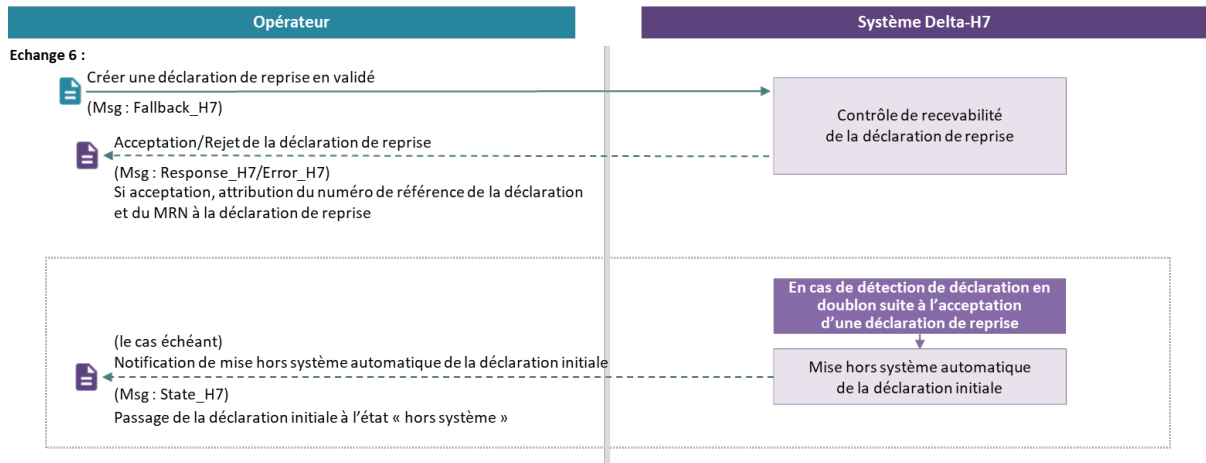 Opérateur
Système Delta-H7
Echange 6 :
Créer une déclaration de reprise en validé
(Msg : Fallback_H7)
Contrôle de recevabilité
de la déclaration de reprise
Acceptation/Rejet de la déclaration de reprise
(Msg : Response_H7/Error_H7)
Si acceptation, attribution du numéro de référence de la déclaration
et du MRN à la déclaration de reprise
En cas de détection de déclaration en
doublon suite à l'acceptation
d'une déclaration de reprise
(le cas échéant)
Notification de mise hors système automatique de la déclaration initiale
(Msg : State_H7)
Passage de la déclaration initiale à l'état « hors système »
Mise hors système automatique
de la déclaration initiale